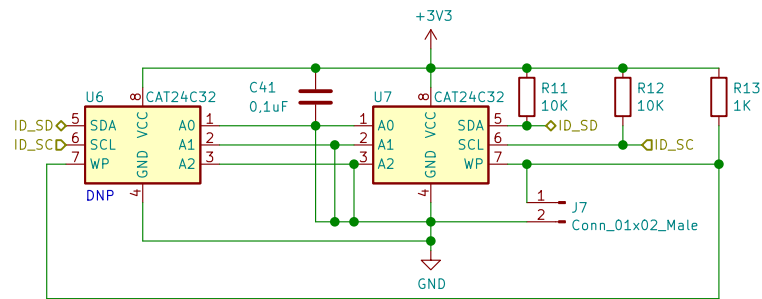 +3V3
C41
0,1uF
R11
10K
R12
10K
R13
1K
U6
CAT24C32
U7
CAT24C32
8
8
ID_SD
5
SDA
VCC
A0
1
1
A0
VCC
SDA
5
ID_SD
ID_SC
6
SCL
A1
2
2
A1
SCL
6
ID_SC
7
WP
GND
A2
3
3
A2
GND
WP
7
DNP
4
4
1
J7
2
Conn_01x02_Male
GND